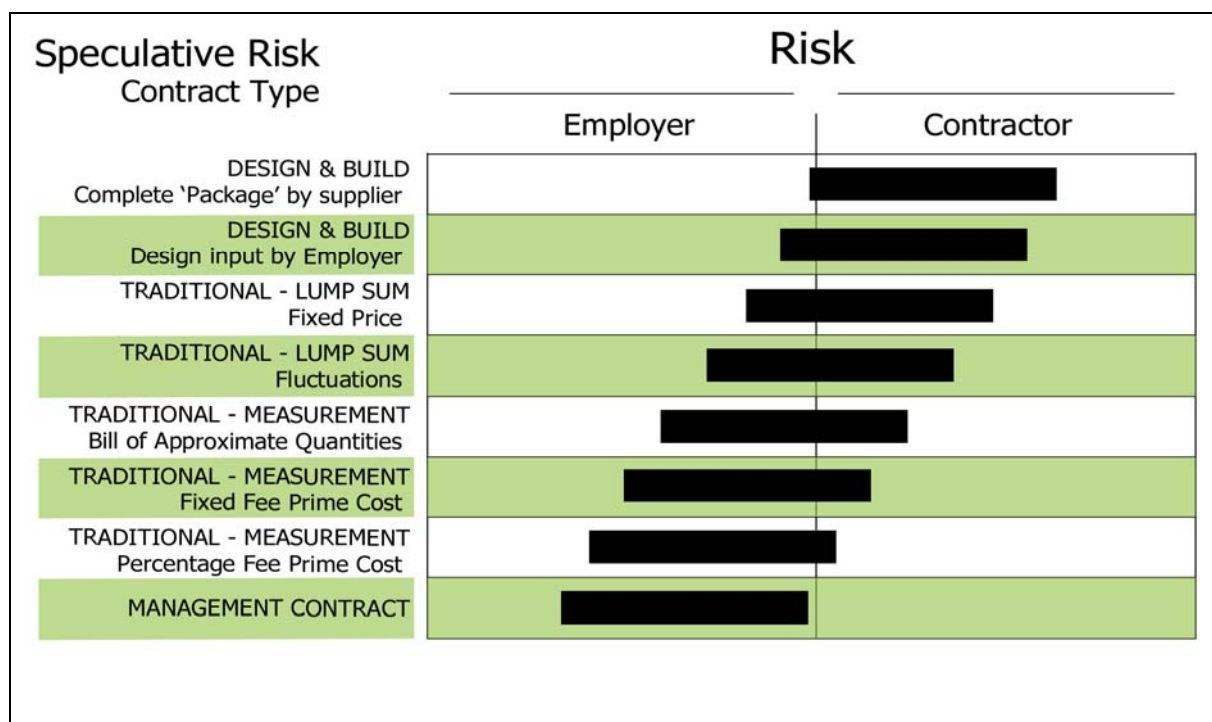 Speculative Risk
Contract Type
Risk
Employer
Contractor
DESIGN & BUILD
Complete ‘Package’ by supplier
DESIGN & BUILD
Design input by Employer
TRADITIONAL - LUMP SUM
Fixed Price
TRADITIONAL - LUMP SUM
Fluctuations
TRADITIONAL - MEASUREMENT
Bill of Approximate Quantities
TRADITIONAL - MEASUREMENT
Fixed Fee Prime Cost
TRADITIONAL - MEASUREMENT
Percentage Fee Prime Cost
MANAGEMENT CONTRACT